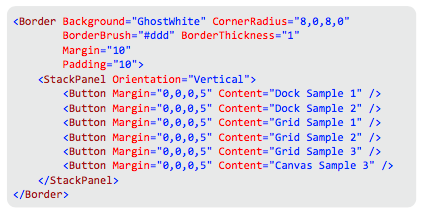 <Border Background="GhostWhite" CornerRadius="8,0,8,0"
BorderBrush="#ddd" BorderThickness="1"
Margin="10"
Padding="10">
<StackPanel Orientation="Vertical">
<Button Margin="0,0,0,5" Content="Dock Sample 1" />
<Button Margin="0,0,0,5" Content="Dock Sample 2" />
<Button Margin="0,0,0,5" Content="Grid Sample 1" />
<Button Margin="0,0,0,5" Content="Grid Sample 2" />
<Button Margin="0,0,0,5" Content="Grid Sample 3" />
<Button Margin="0,0,0,5" Content="Canvas Sample 3" />
</StackPanel>
</Border>